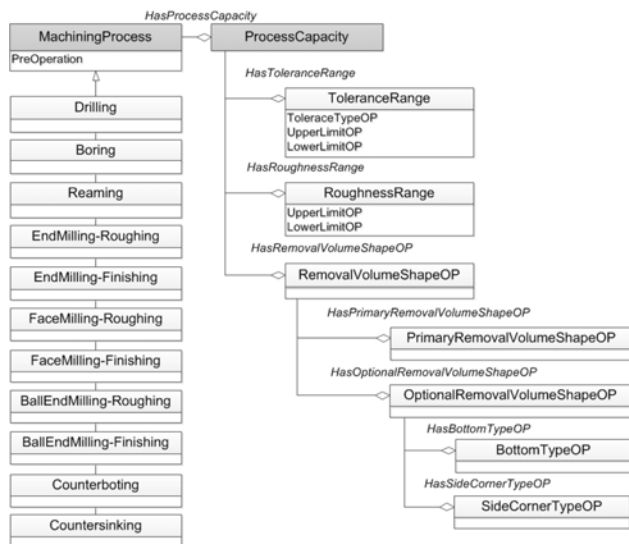 HasProcessCapacity
MachiningProcess
PreOperation
Drilling
Boring
Reaming
EndMilling-Roughing
EndMilling-Finishing
FaceMilling-Roughing
FaceMilling-Finishing
BallEndMilling-Roughing
BallEndMilling-Finishing
Counterboting
Countersinking
ProcessCapacity
HasToleranceRange
ToleranceRange
ToleraceTypeOP
UpperLimitOP
LowerLimitOP
HasRoughnessRange
RoughnessRange
UpperLimitOP
LowerLimitOP
HasRemovalVolumeShapeOP
RemovalVolumeShapeOP
HasPrimaryRemovalVolumeShapeOP
PrimaryRemovalVolumeShapeOP
HasOptionalRemovalVolumeShapeOP
OptionalRemovalVolumeShapeOP
HasBottomTypeOP
BottomTypeOP
HasSideCornerTypeOP
SideCornerTypeOP